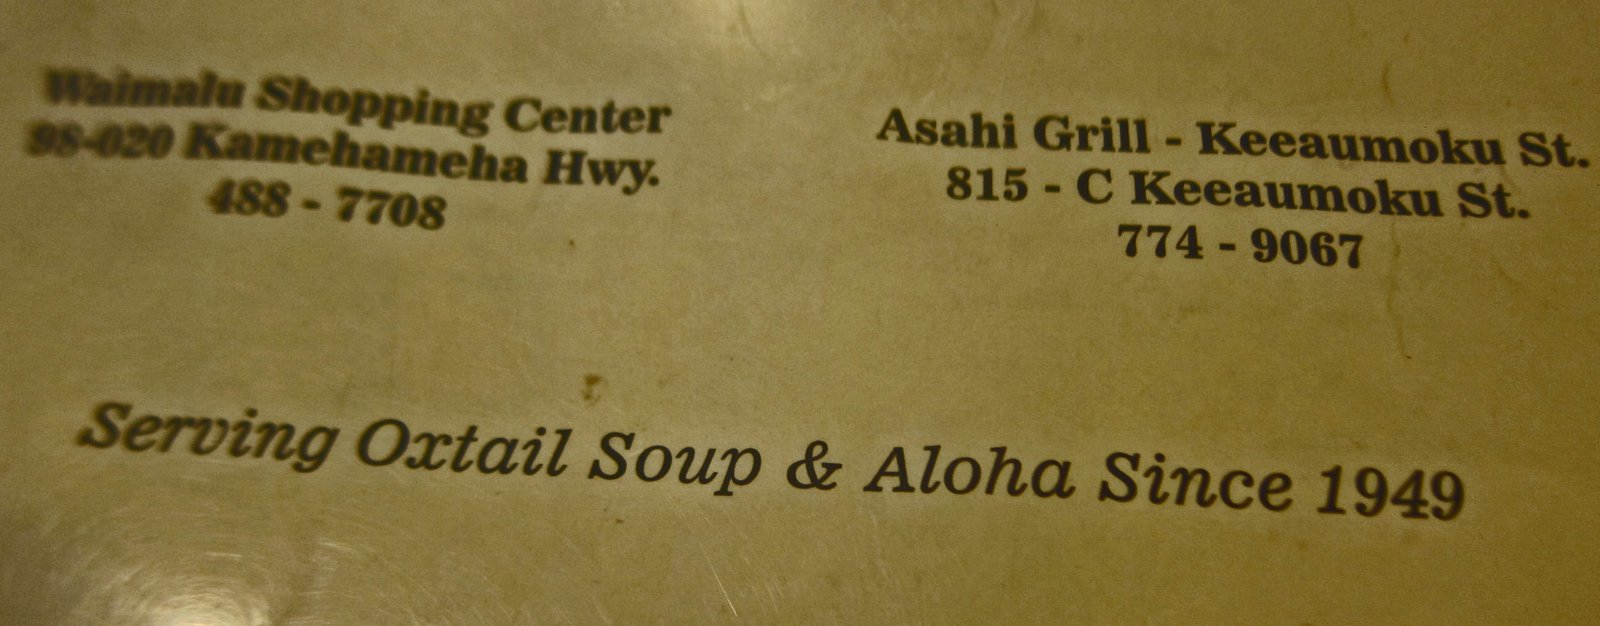 Waimalu Shopping Center
98-020 Kamehameha Hwy.
488 - 7708
Asahi Grill - Keeaumoku St.
815 - C Keeaumoku St.
774 - 9067
Serving Oxtail Soup & Aloha Since 1949